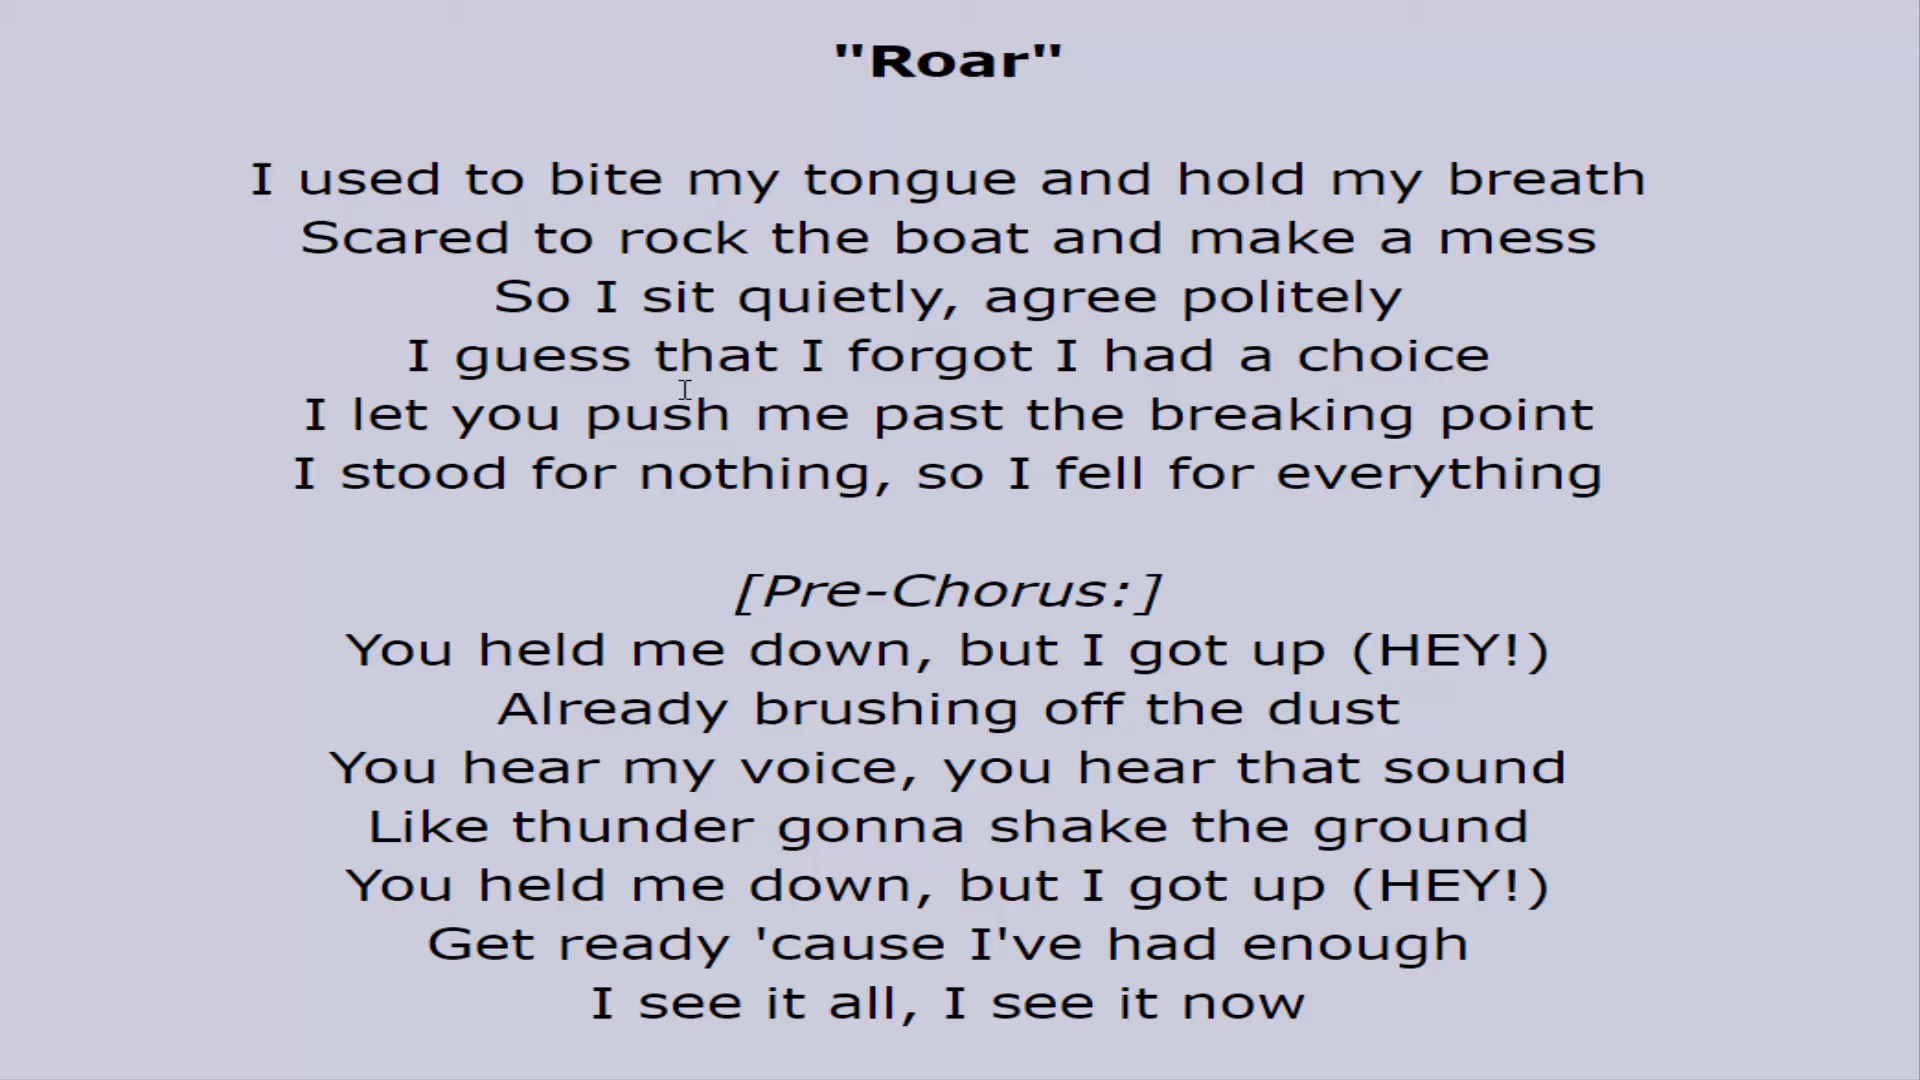 "Roar"
I used to bite my tongue and hold my breath
Scared to rock the boat and make a mess
So I sit quietly, agree politely
I guess that I forgot I had a choice
I let you push me past the breaking point
I stood for nothing, so I fell for everything
[Pre-Chorus:]
You held me down, but I got up (HEY!)
Already brushing off the dust
You hear my voice, you hear that sound
Like thunder gonna shake the ground
You held me down, but I got up (HEY!)
Get ready 'cause I've had enough
I see it all, I see it now